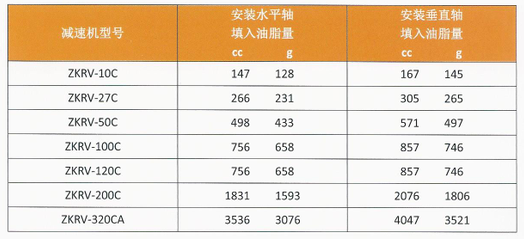 减速机型号 安装水平轴 安装垂直轴
填入油脂量 填入油脂量
cc g cc g
ZKRV-10C 147 128 167 145
ZKRV-27C 266 231 305 265
ZKRV-50C 498 433 571 497
ZKRV-100C 756 658 857 746
ZKRV-120C 756 658 857 746
ZKRV-200C 1831 1593 2076 1806
ZKRV-320CA 3536 3076 4047 3521